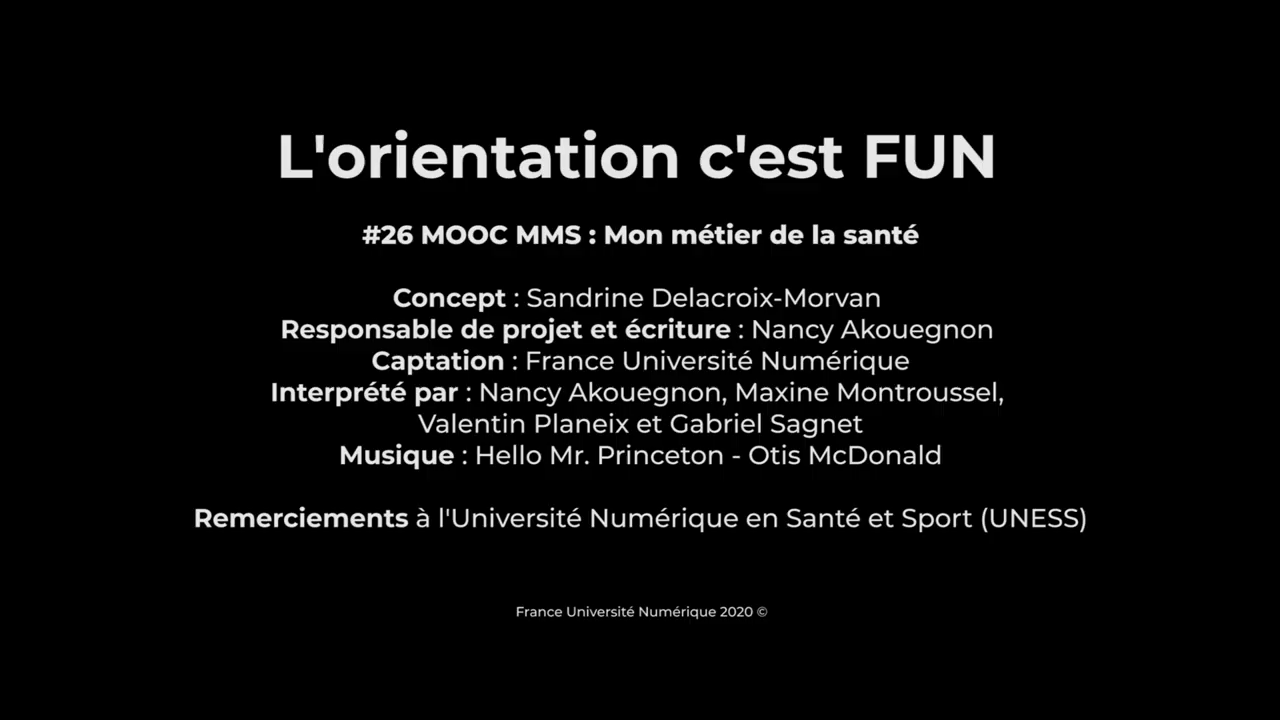 L'orientation c'est FUN
#26 MOOC MMS : Mon métier de la santé
Concept : Sandrine Delacroix-Morvan
Responsable de projet et écriture : Nancy Akouegnon
Captation : France Université Numérique
Interprété par : Nancy Akouegnon, Maxine Montroussel,
Valentin Planeix et Gabriel Sagnet
Musique : Hello Mr. Princeton - Otis McDonald
Remerciements à l'Université Numérique en Santé et Sport (UNESS)
France Université Numérique 2020 ©